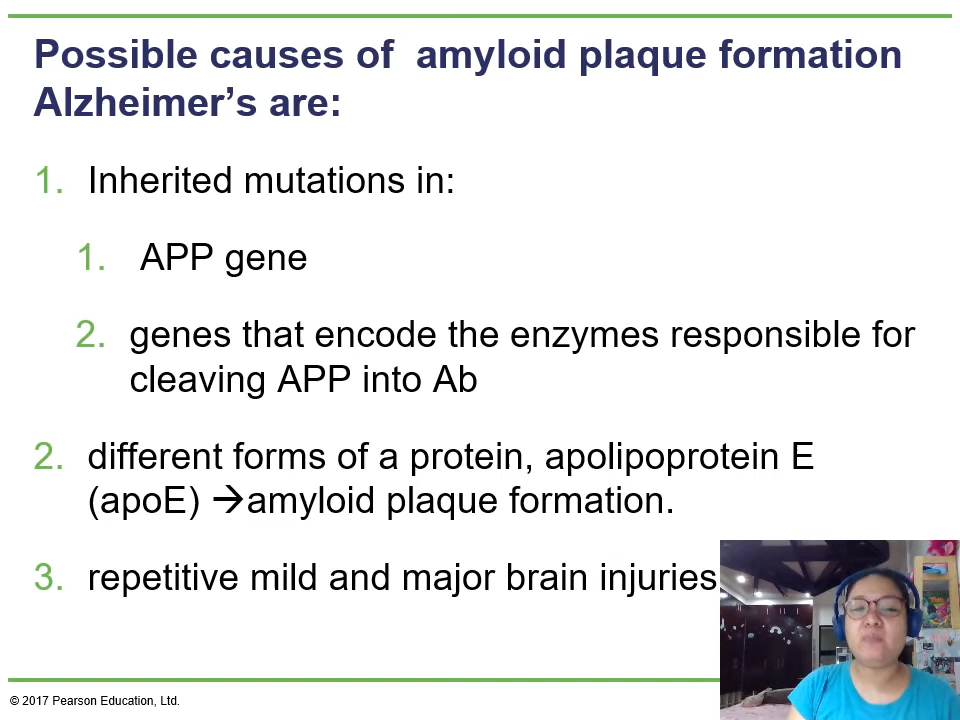 Possible causes of  amyloid plaque formation
Alzheimer’s are:
1. Inherited mutations in:
1. APP gene
2. genes that encode the enzymes responsible for
cleaving APP into Ab
2. different forms of a protein, apolipoprotein E
(apoE) →amyloid plaque formation.
3. repetitive mild and major brain injuries
© 2017 Pearson Education, Ltd.